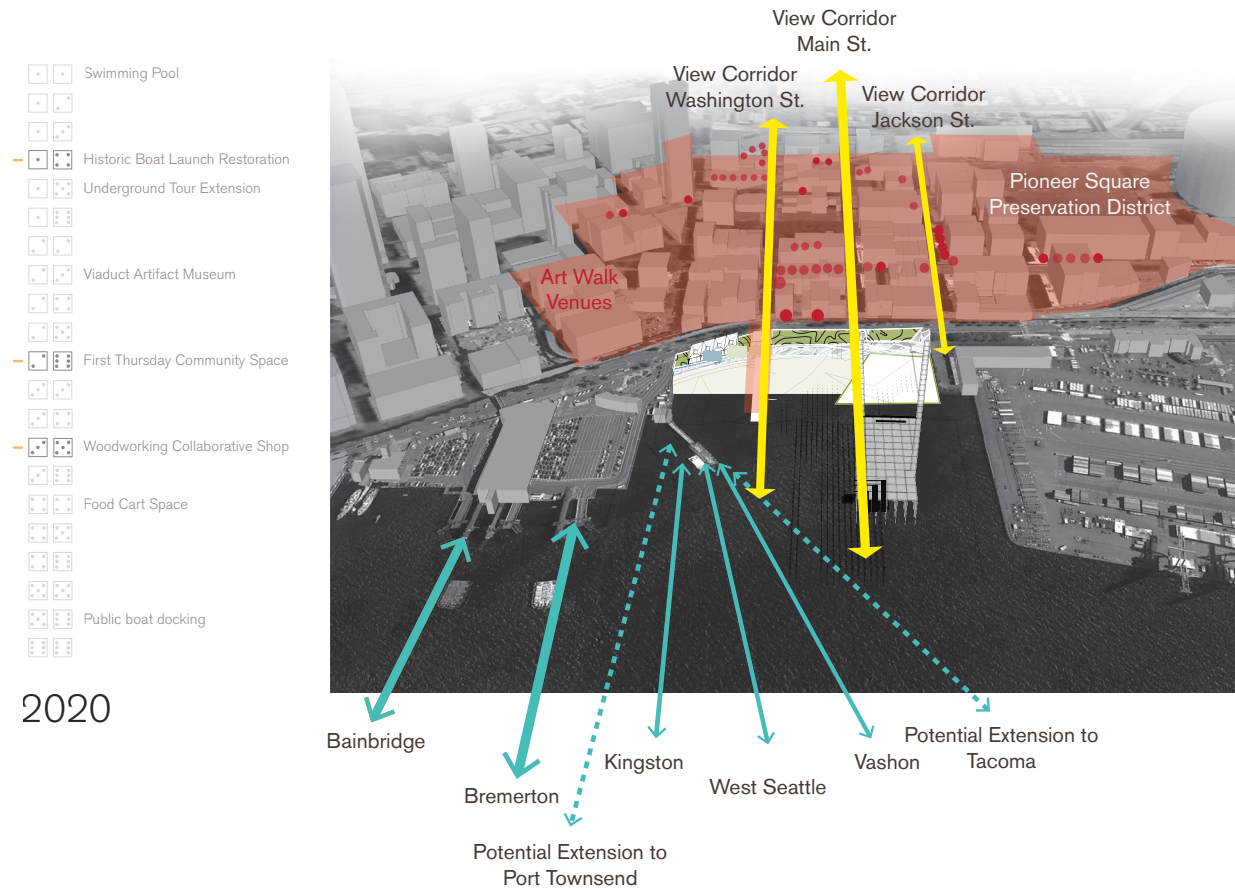 Swimming Pool
Historic Boat Launch Restoration
Underground Tour Extension
Viaduct Artifact Museum
First Thursday Community Space
Woodworking Collaborative Shop
Food Cart Space
Public boat docking
2020
View Corridor
Main St.
View Corridor
Washington St.
View Corridor
Jackson St.
Pioneer Square
Preservation District
Art Walk
Venues
Bainbridge
Bremerton
Potential Extension to
Port Townsend
Kingston
West Seattle
Vashon
Potential Extension to
Tacoma